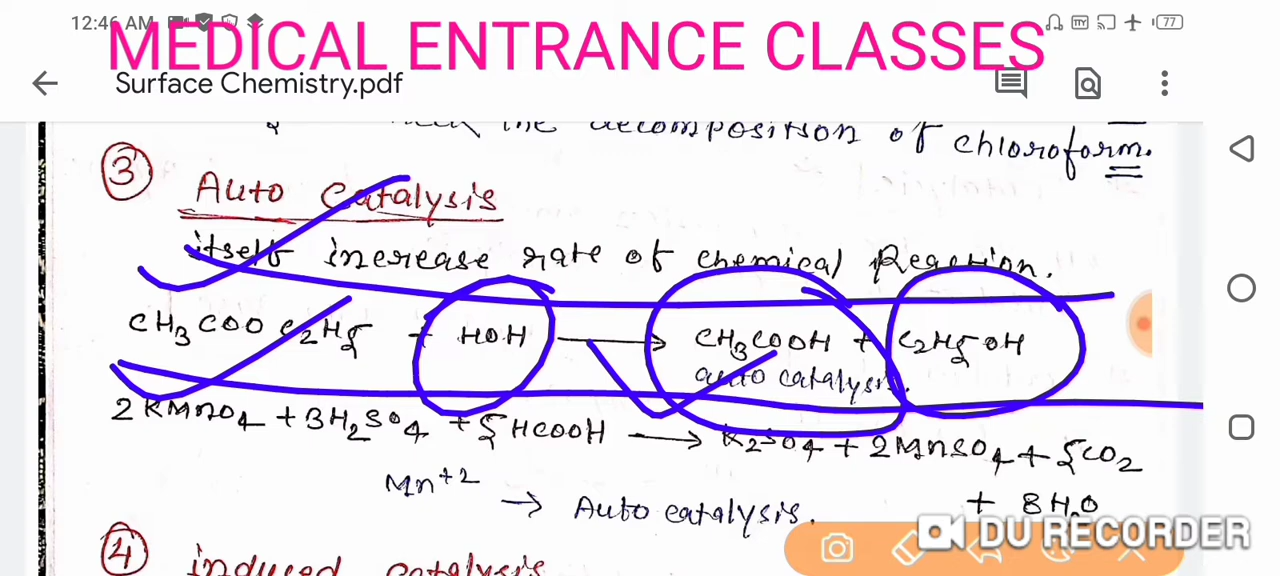 12:46 AM
77
MEDICAL ENTRANCE CLASSES
Surface Chemistry.pdf
the decomposition of chloroform.
3 Auto Catalysis
itself increase rate of chemical Reaction.
CH3COOC2H5 + HOH → CH3COOH + C2H5OH
auto catalysis.
2KMnO4 + 3H2SO4 + 5HCOOH → K2SO4 + 2MnSO4 + 5CO2
+ 8H2O
Mn+2 → Auto catalysis.
DU RECORDER
4 induced catalysis